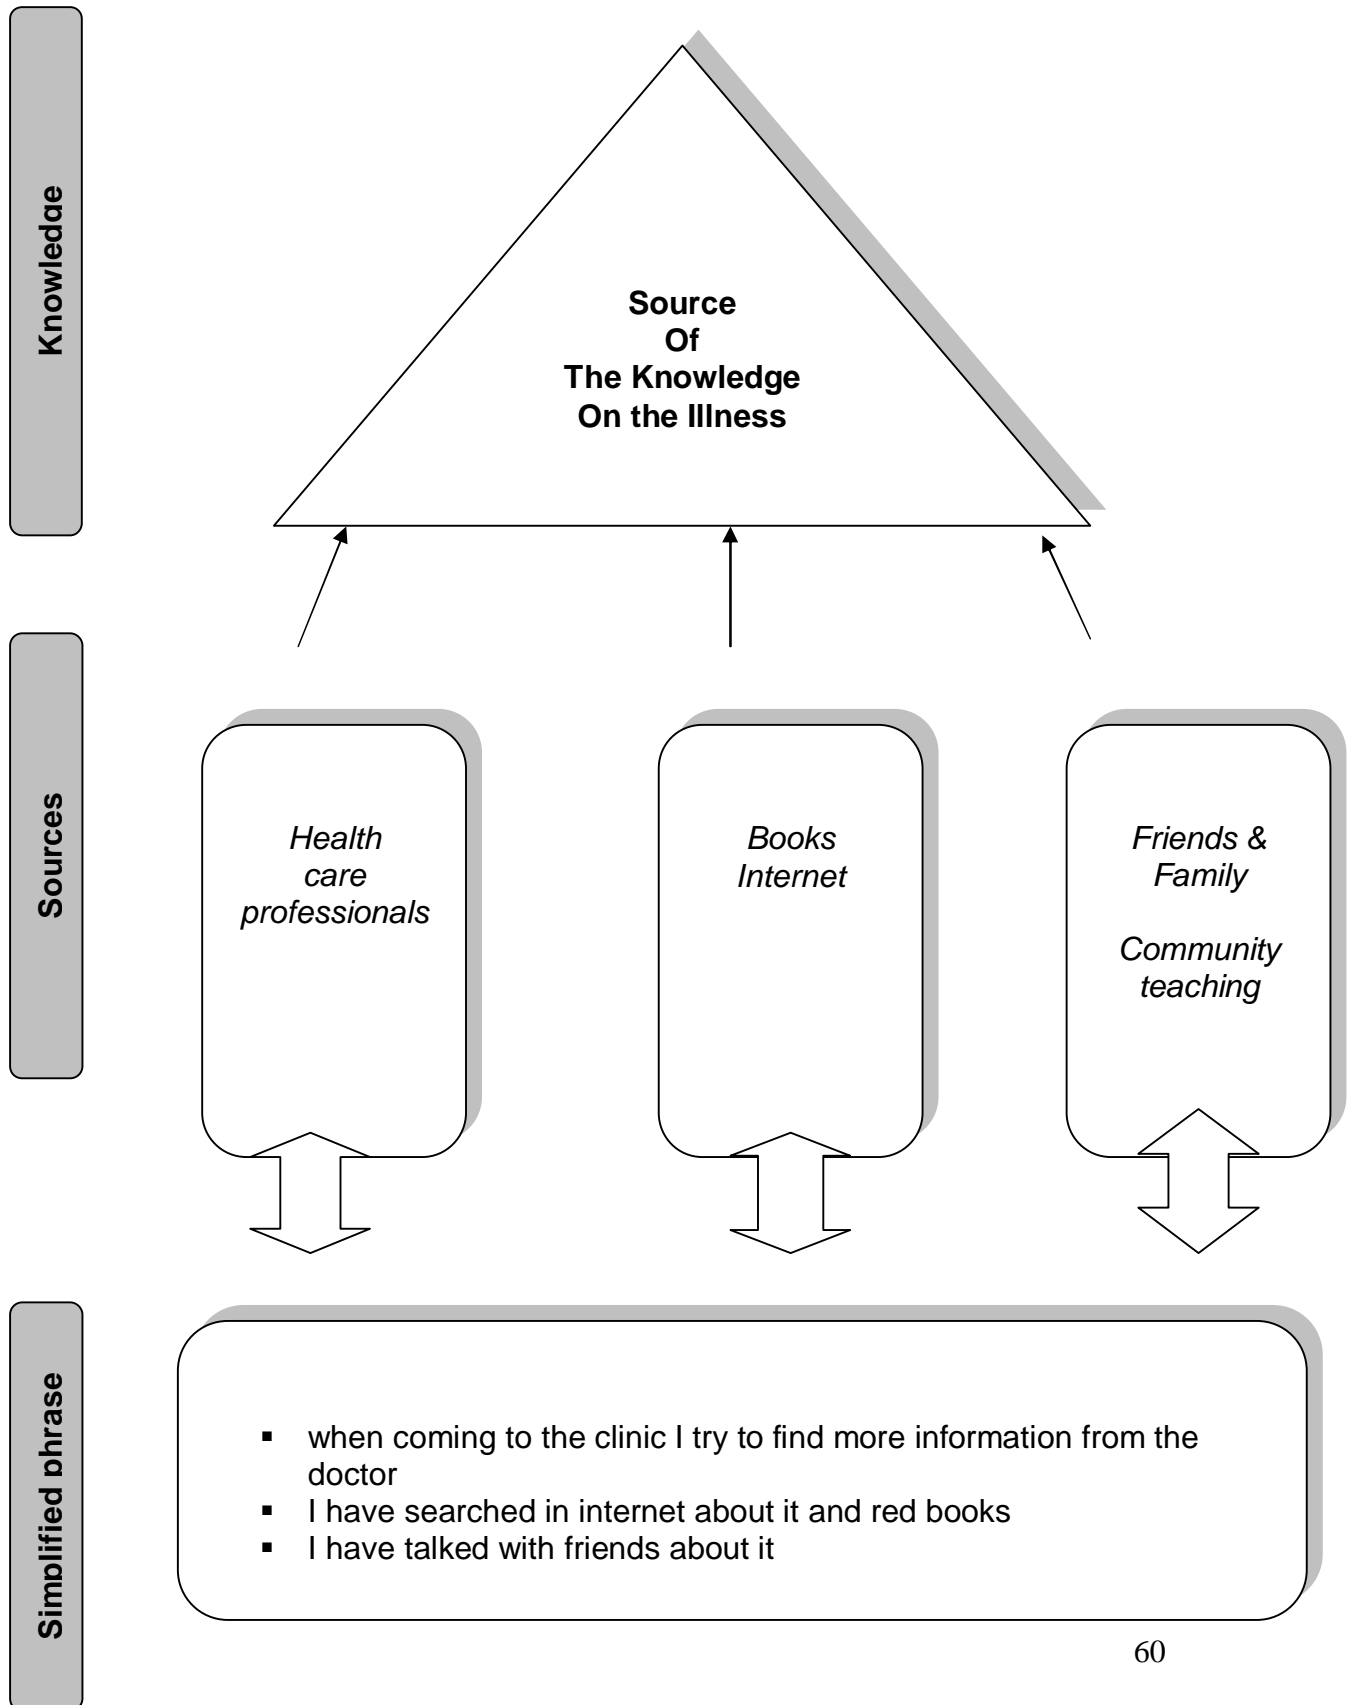 Knowledge
Source
Of
The Knowledge
On the Illness
Sources
Health
care
professionals
Books
Internet
Friends &
Family
Community
teaching
Simplified phrase
▪ when coming to the clinic I try to find more information from the
doctor
▪ I have searched in internet about it and red books
▪ I have talked with friends about it
60